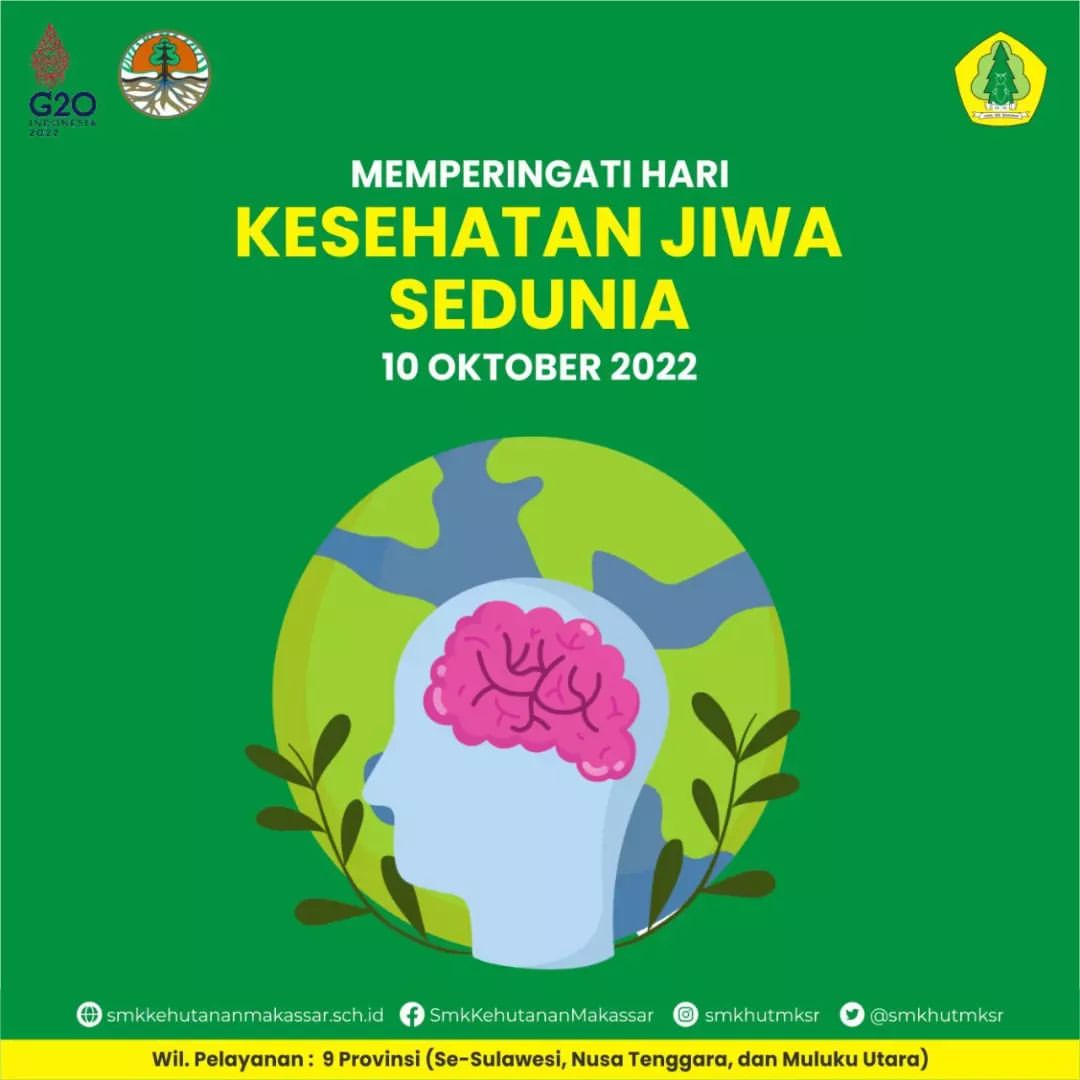 G20
INDONESIA
2022
MEMPERINGATI HARI
KESEHATAN JIWA
SEDUNIA
10 OKTOBER 2022
smkkehutananmakassar.sch.id SmkKehutananMakassar smkhutmksr @smkhutmksr
Wil. Pelayanan : 9 Provinsi (Se-Sulawesi, Nusa Tenggara, dan Muluku Utara)